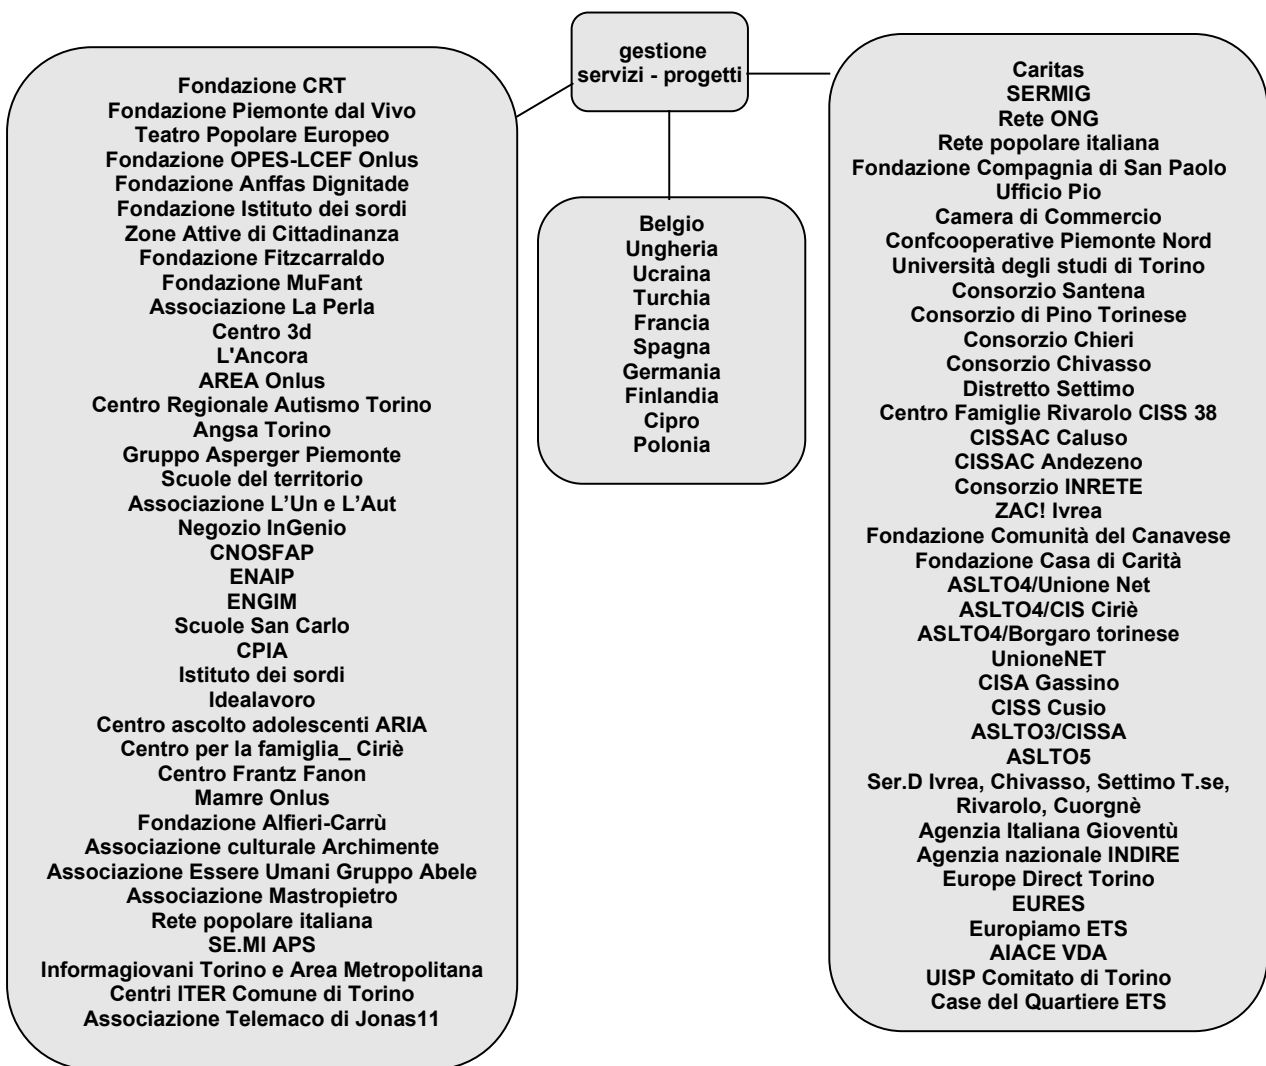 gestione
servizi - progetti
Fondazione CRT
Fondazione Piemonte dal Vivo
Teatro Popolare Europeo
Fondazione OPES-LCEF Onlus
Fondazione Anffas Dignitade
Fondazione Istituto dei sordi
Zone Attive di Cittadinanza
Fondazione Fitzcarraldo
Fondazione MuFant
Associazione La Perla
Centro 3d
L'Ancora
AREA Onlus
Centro Regionale Autismo Torino
Angsa Torino
Gruppo Asperger Piemonte
Scuole del territorio
Associazione L’Un e L’Aut
Negozio InGenio
CNOSFAP
ENAIP
ENGIM
Scuole San Carlo
CPIA
Istituto dei sordi
Idealavoro
Centro ascolto adolescenti ARIA
Centro per la famiglia_ Ciriè
Centro Frantz Fanon
Mamre Onlus
Fondazione Alfieri-Carrù
Associazione culturale Archimente
Associazione Essere Umani Gruppo Abele
Associazione Mastropietro
Rete popolare italiana
SE.MI APS
Informagiovani Torino e Area Metropolitana
Centri ITER Comune di Torino
Associazione Telemaco di Jonas11
Belgio
Ungheria
Ucraina
Turchia
Francia
Spagna
Germania
Finlandia
Cipro
Polonia
Caritas
SERMIG
Rete ONG
Rete popolare italiana
Fondazione Compagnia di San Paolo
Ufficio Pio
Camera di Commercio
Confcooperative Piemonte Nord
Università degli studi di Torino
Consorzio Santena
Consorzio di Pino Torinese
Consorzio Chieri
Consorzio Chivasso
Distretto Settimo
Centro Famiglie Rivarolo CISS 38
CISSAC Caluso
CISSAC Andezeno
Consorzio INRETE
ZAC! Ivrea
Fondazione Comunità del Canavese
Fondazione Casa di Carità
ASLTO4/Unione Net
ASLTO4/CIS Ciriè
ASLTO4/Borgaro torinese
UnioneNET
CISA Gassino
CISS Cusio
ASLTO3/CISSA
ASLTO5
Ser.D Ivrea, Chivasso, Settimo T.se,
Rivarolo, Cuorgnè
Agenzia Italiana Gioventù
Agenzia nazionale INDIRE
Europe Direct Torino
EURES
Europiamo ETS
AIACE VDA
UISP Comitato di Torino
Case del Quartiere ETS